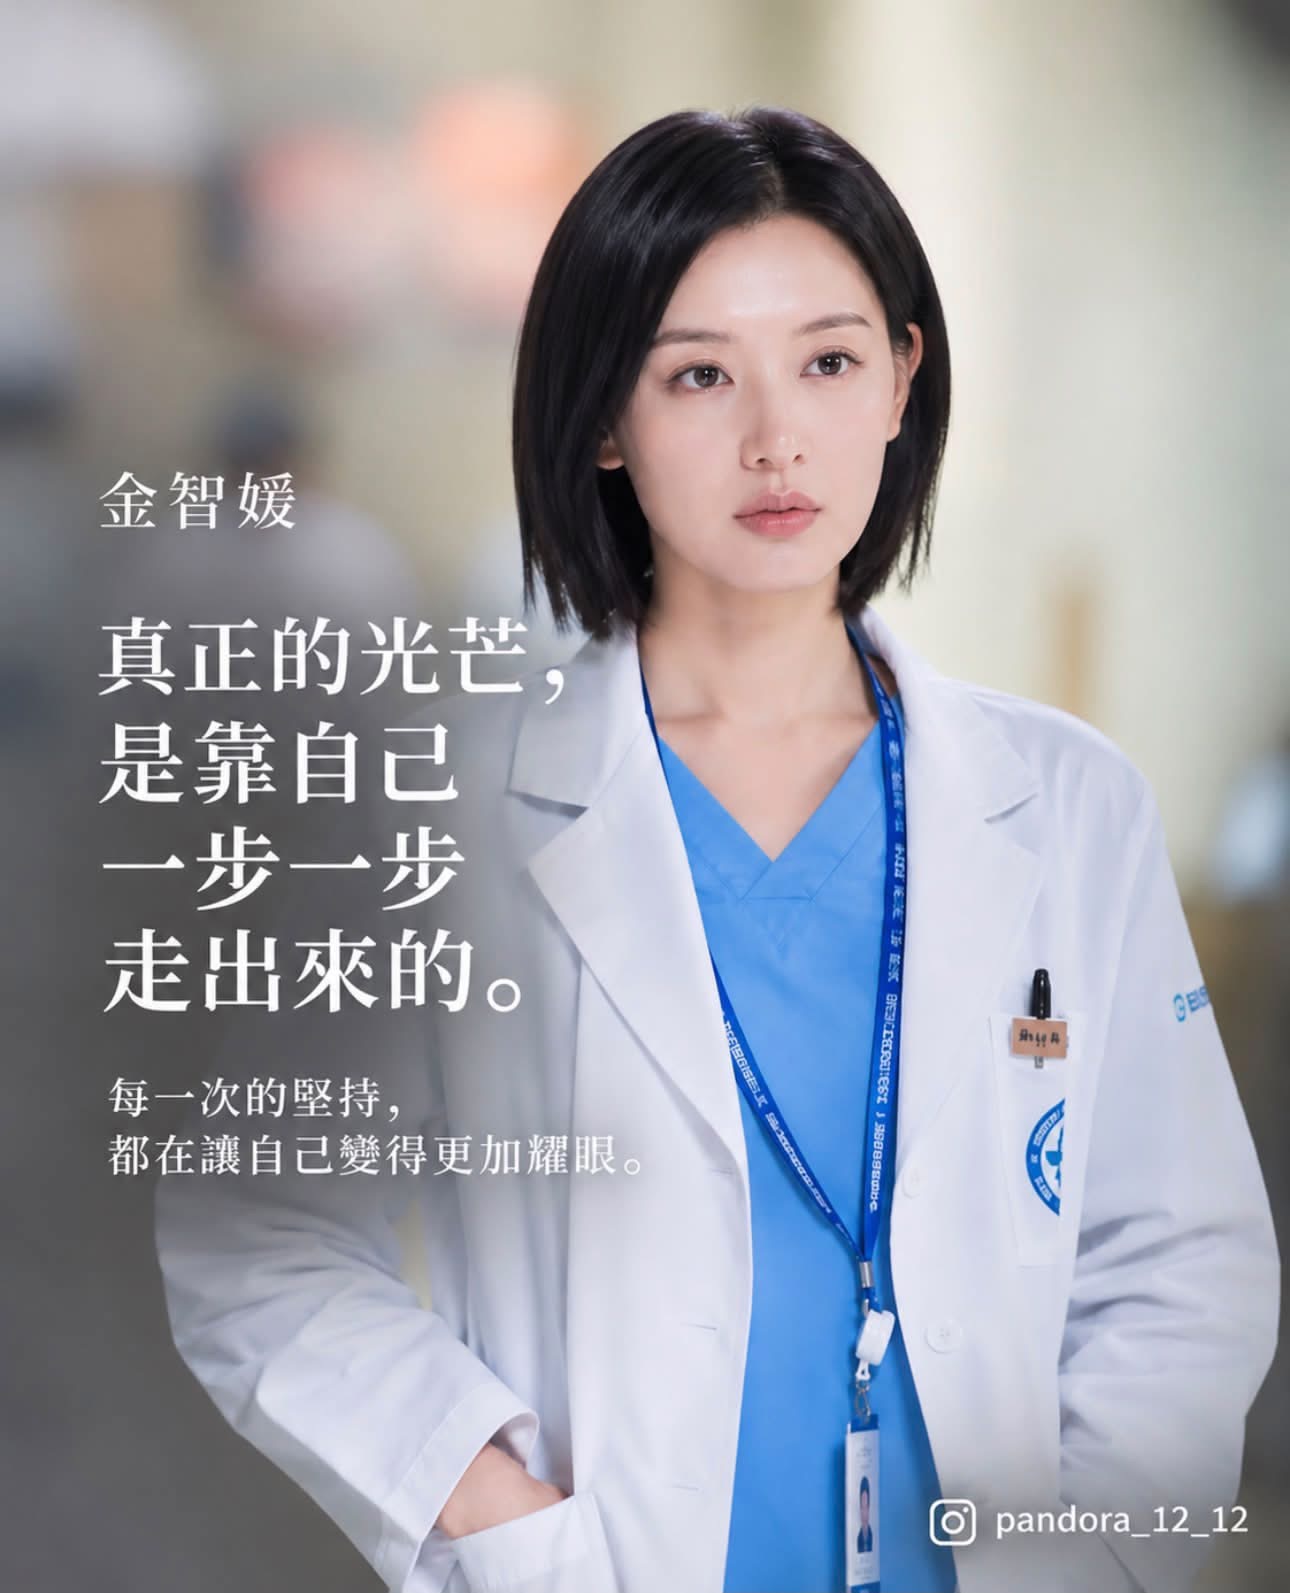 金智媛
真正的光芒，
是靠自己
一步一步
走出來的。
每一次的堅持，
都在讓自己變得更加耀眼。
pandora_12_12